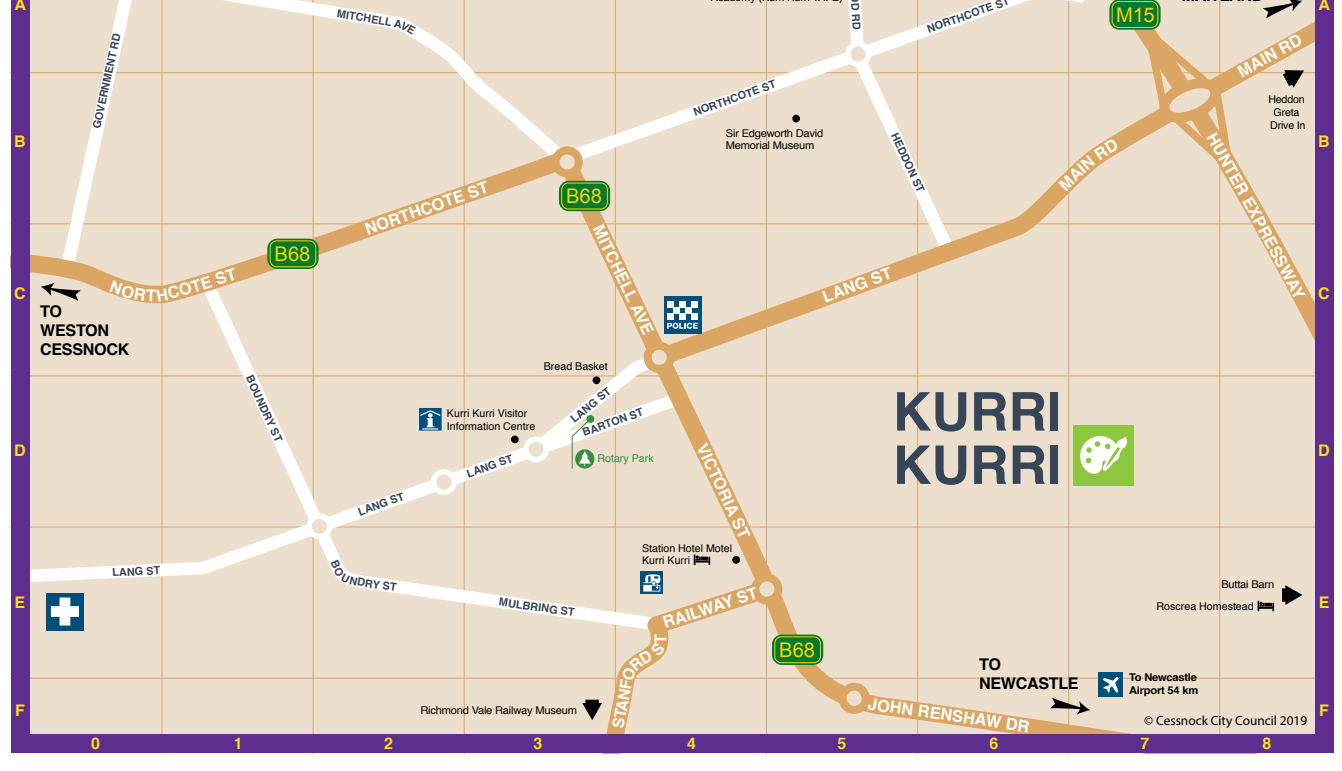 A
A
MITCHELL AVE
NORTHCOTE ST
M15
MAIN RD
GOVERNMENT RD
NORTHCOTE ST
Heddon
Greta
Drive In
Sir Edgeworth David
Memorial Museum
B
B
HEDDON ST
MAIN RD
HUNTER EXPRESSWAY
NORTHCOTE ST
B68
B68
MITCHELL AVE
NORTHCOTE ST
LANG ST
C
C
TO
WESTON
CESSNOCK
POLICE
Bread Basket
BOUNDRY ST
LANG ST
Kurri Kurri Visitor
Information Centre
BARTON ST
KURRI
KURRI
D
D
LANG ST
Rotary Park
VICTORIA ST
LANG ST
Station Hotel Motel
Kurri Kurri
LANG ST
BOUNDRY ST
MULBRING ST
RAILWAY ST
Buttai Barn
Roscrea Homestead
E
E
B68
STANFORD ST
TO
NEWCASTLE
To Newcastle
Airport 54 km
Richmond Vale Railway Museum
JOHN RENSHAW DR
F
F
© Cessnock City Council 2019
0 1 2 3 4 5 6 7 8